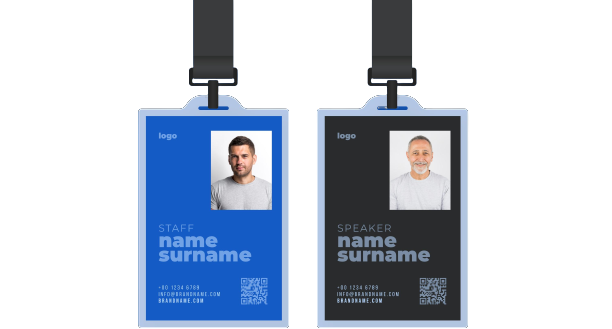 logo
STAFF
name
surname
+00 1234 6789
INFO@BRANDNAME.COM
BRANDNAME.COM
logo
SPEAKER
name
surname
+00 1234 6789
INFO@BRANDNAME.COM
BRANDNAME.COM